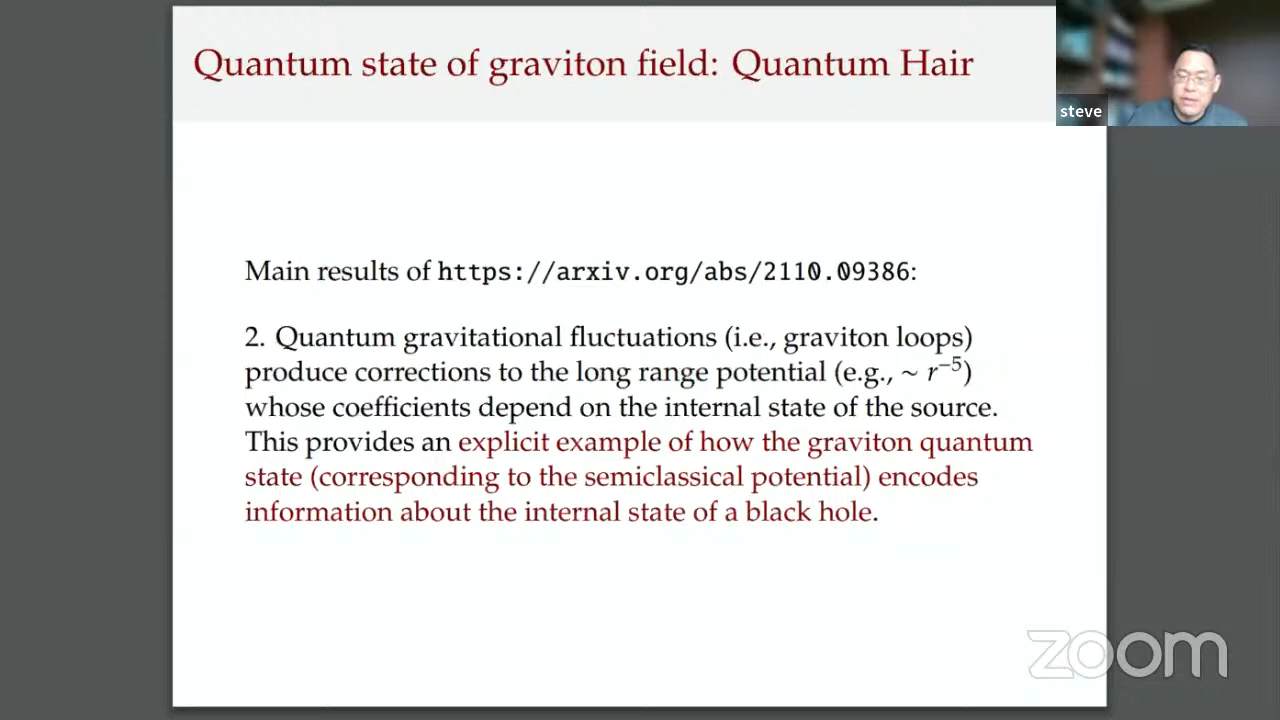 Quantum state of graviton field: Quantum Hair
steve
Main results of https://arxiv.org/abs/2110.09386:
2. Quantum gravitational fluctuations (i.e., graviton loops)
produce corrections to the long range potential (e.g., ~ r⁻⁵)
whose coefficients depend on the internal state of the source.
This provides an explicit example of how the graviton quantum
state (corresponding to the semiclassical potential) encodes
information about the internal state of a black hole.
zoom